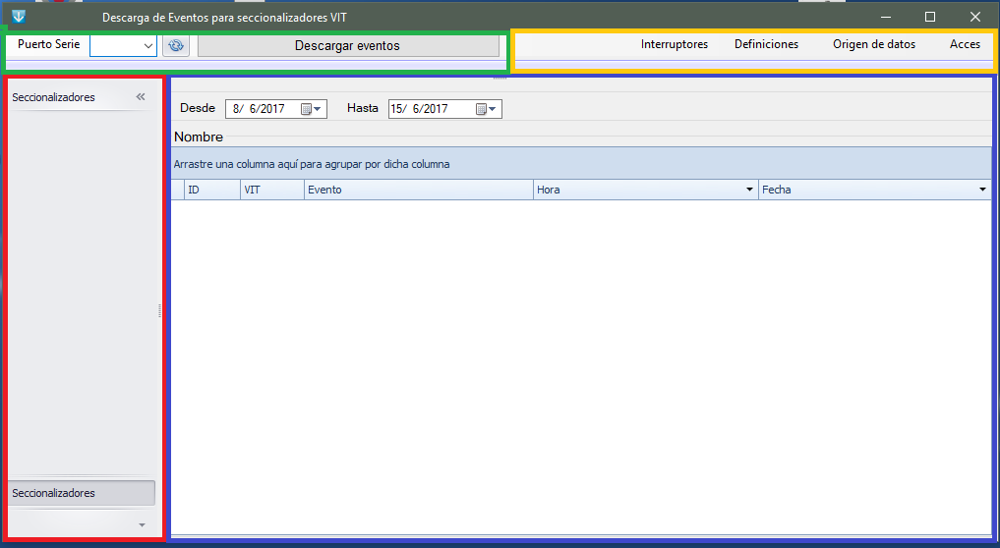 Descarga de Eventos para seccionalizadores VIT
Puerto Serie Descargar eventos Interruptores Definiciones Origen de datos Acces
Seccionalizadores
Desde 8/ 6/2017 Hasta 15/ 6/2017
Nombre
Arrastre una columna aquí para agrupar por dicha columna
ID VIT Evento Hora Fecha
Seccionalizadores